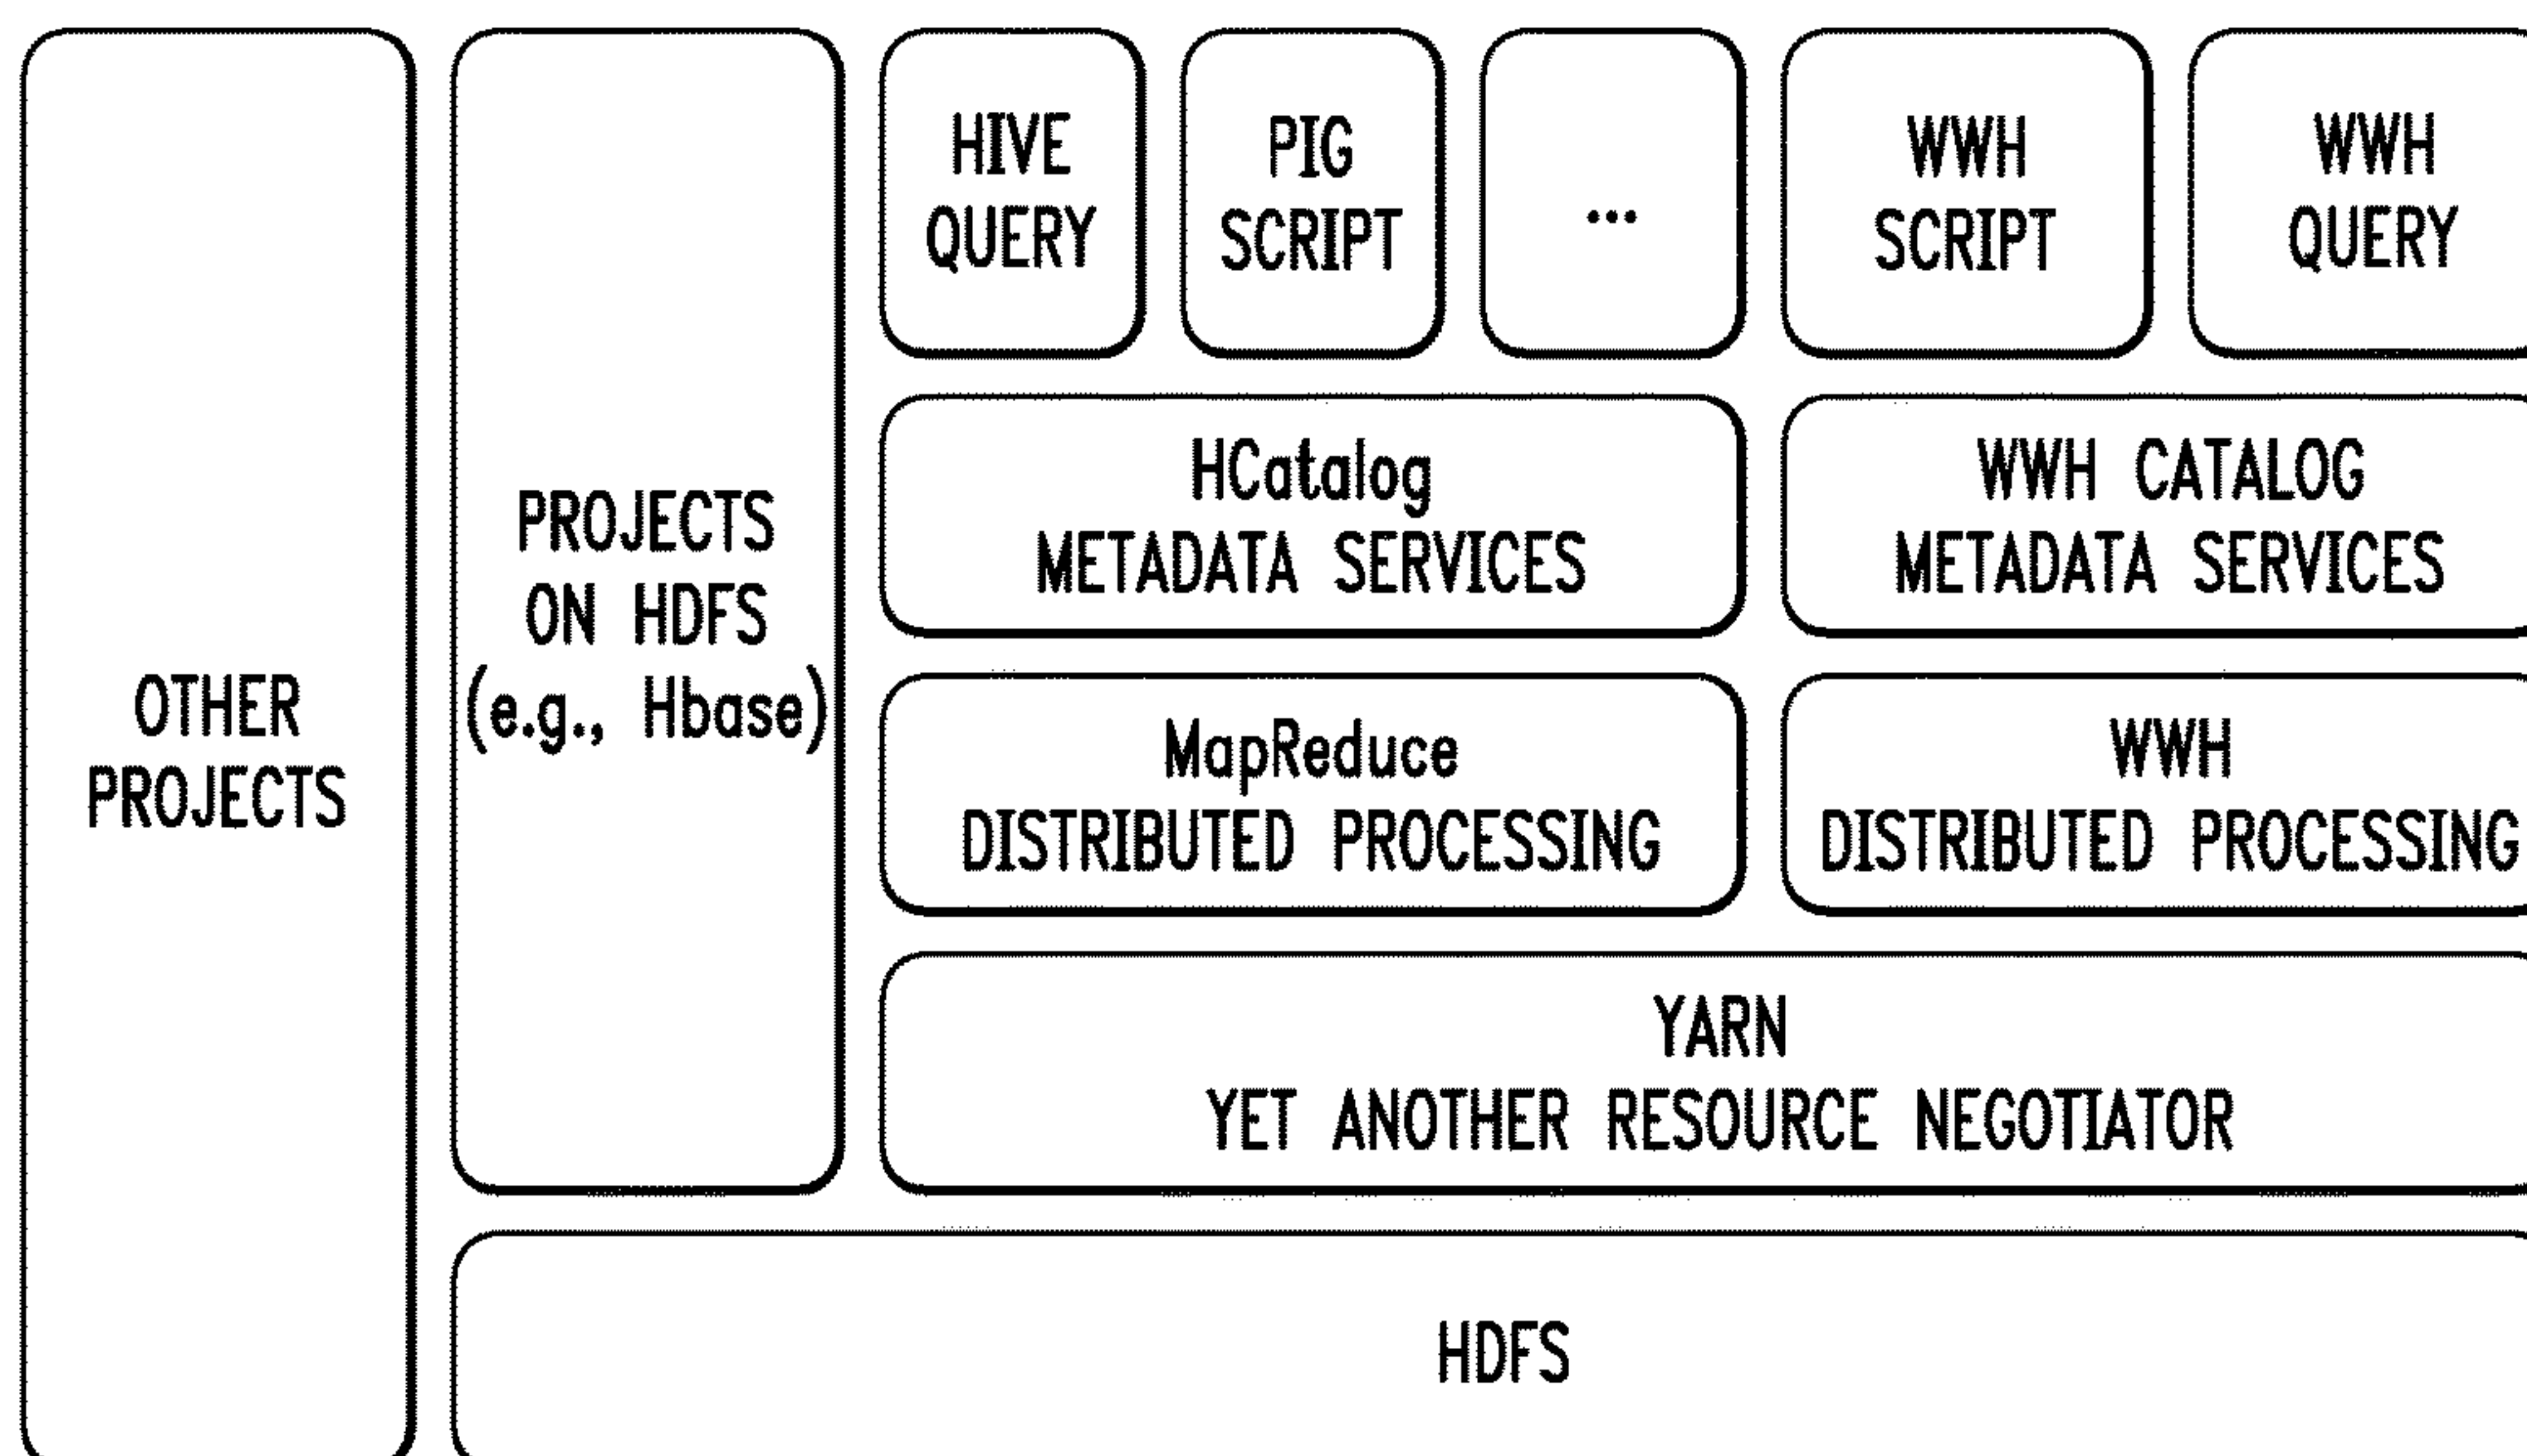 HIVE
QUERY
PIG
SCRIPT
...
WWH
SCRIPT
WWH
QUERY
HCatalog
METADATA SERVICES
WWH CATALOG
METADATA SERVICES
PROJECTS
ON HDFS
(e.g., Hbase)
OTHER
PROJECTS
MapReduce
DISTRIBUTED PROCESSING
WWH
DISTRIBUTED PROCESSING
YARN
YET ANOTHER RESOURCE NEGOTIATOR
HDFS